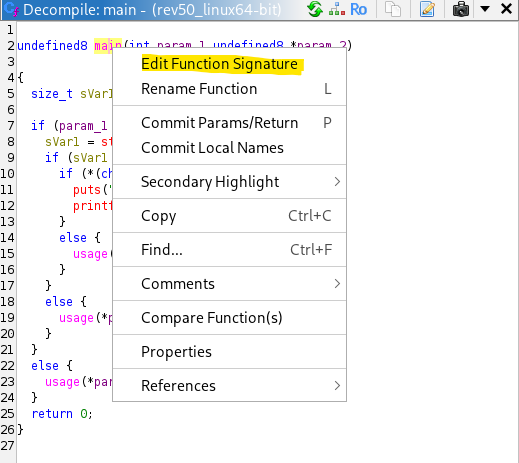 Decompile: main - (rev50_linux64-bit)
Ro
1
2 undefined8 main(int param_1,undefined8 *param_2)
3
4 {
5 size_t sVar1
6
7 if (param_1
8 sVar1 = st
9 if (sVar1
10 if (*(ch
11 puts("
12 printf
13 }
14 else {
15 usage(
16 }
17 }
18 else {
19 usage(*p
20 }
21 }
22 else {
23 usage(*par
24 }
25 return 0;
26 }
27
Edit Function Signature
Rename Function L
Commit Params/Return P
Commit Local Names
Secondary Highlight
Copy Ctrl+C
Find... Ctrl+F
Comments
Compare Function(s)
Properties
References